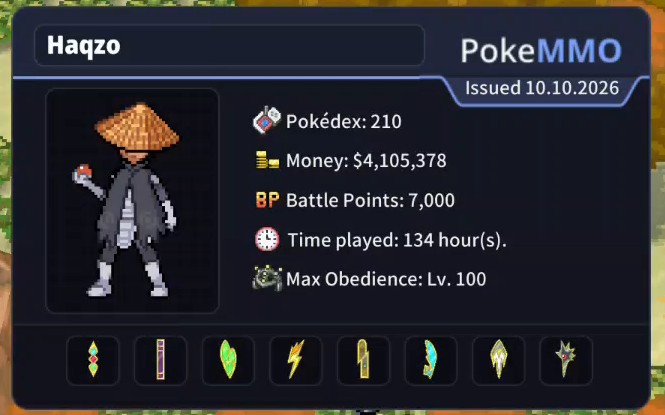 Haqzo
PokeMMO
Issued 10.10.2026
Pokédex: 210
Money: $4,105,378
BP Battle Points: 7,000
Time played: 134 hour(s).
Max Obedience: Lv. 100